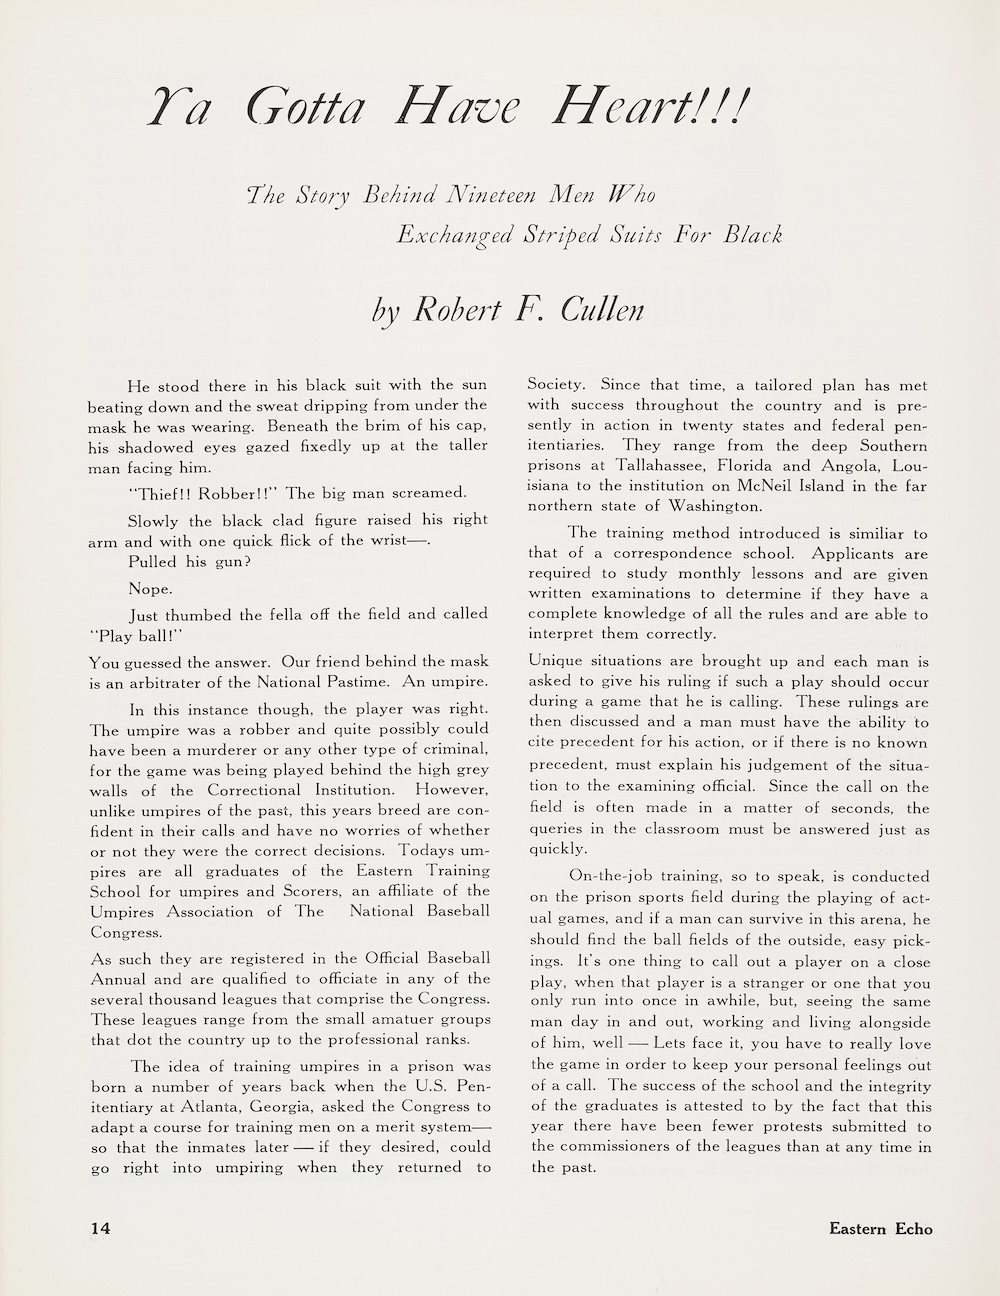 Ya Gotta Have Heart!!!
The Story Behind Nineteen Men Who
Exchanged Striped Suits For Black
by Robert F. Cullen
He stood there in his black suit with the sun
beating down and the sweat dripping from under the
mask he was wearing. Beneath the brim of his cap,
his shadowed eyes gazed fixedly up at the taller
man facing him.
"Thief!! Robber!!" The big man screamed.
Slowly the black clad figure raised his right
arm and with one quick flick of the wrist—.
Pulled his gun?
Nope.
Just thumbed the fella off the field and called
"Play ball!"
You guessed the answer. Our friend behind the mask
is an arbitrater of the National Pastime. An umpire.
In this instance though, the player was right.
The umpire was a robber and quite possibly could
have been a murderer or any other type of criminal,
for the game was being played behind the high grey
walls of the Correctional Institution. However,
unlike umpires of the past, this years breed are con-
fident in their calls and have no worries of whether
or not they were the correct decisions. Todays um-
pires are all graduates of the Eastern Training
School for umpires and Scorers, an affiliate of the
Umpires Association of The National Baseball
Congress.
As such they are registered in the Official Baseball
Annual and are qualified to officiate in any of the
several thousand leagues that comprise the Congress.
These leagues range from the small amatuer groups
that dot the country up to the professional ranks.
The idea of training umpires in a prison was
born a number of years back when the U.S. Pen-
itentiary at Atlanta, Georgia, asked the Congress to
adapt a course for training men on a merit system—
so that the inmates later — if they desired, could
go right into umpiring when they returned to
Society. Since that time, a tailored plan has met
with success throughout the country and is pre-
sently in action in twenty states and federal pen-
itentiaries. They range from the deep Southern
prisons at Tallahassee, Florida and Angola, Lou-
isiana to the institution on McNeil Island in the far
northern state of Washington.
The training method introduced is similiar to
that of a correspondence school. Applicants are
required to study monthly lessons and are given
written examinations to determine if they have a
complete knowledge of all the rules and are able to
interpret them correctly.
Unique situations are brought up and each man is
asked to give his ruling if such a play should occur
during a game that he is calling. These rulings are
then discussed and a man must have the ability to
cite precedent for his action, or if there is no known
precedent, must explain his judgement of the situa-
tion to the examining official. Since the call on the
field is often made in a matter of seconds, the
queries in the classroom must be answered just as
quickly.
On-the-job training, so to speak, is conducted
on the prison sports field during the playing of act-
ual games, and if a man can survive in this arena, he
should find the ball fields of the outside, easy pick-
ings. It's one thing to call out a player on a close
play, when that player is a stranger or one that you
only run into once in awhile, but, seeing the same
man day in and out, working and living alongside
of him, well — Lets face it, you have to really love
the game in order to keep your personal feelings out
of a call. The success of the school and the integrity
of the graduates is attested to by the fact that this
year there have been fewer protests submitted to
the commissioners of the leagues than at any time in
the past.
14
Eastern Echo